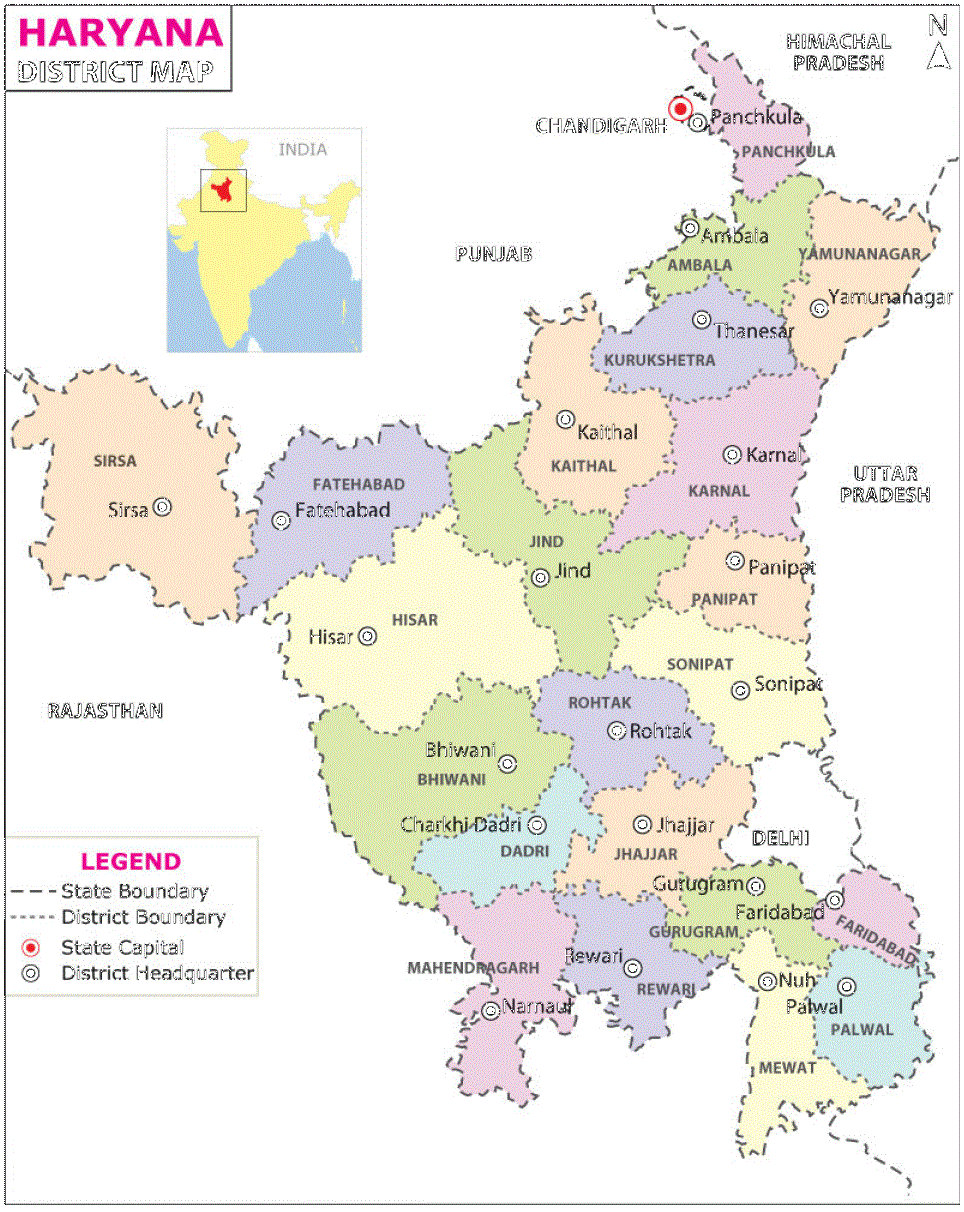 HARYANA
DISTRICT MAP
N
HIMACHAL
PRADESH
INDIA
CHANDIGARH
Panchkula
PANCHKULA
PUNJAB
Ambala
AMBALA
YAMUNANAGAR
Yamunanagar
Thanesar
KURUKSHETRA
Kaithal
KAITHAL
Karnal
KARNAL
UTTAR
PRADESH
SIRSA
Sirsa
FATEHABAD
Fatehabad
JIND
Jind
Panipat
PANIPAT
HISAR
Hisar
SONIPAT
Sonipat
RAJASTHAN
ROHTAK
Rohtak
Bhiwani
BHIWANI
Charkhi Dadri
DADRI
Jhajjar
JHAJJAR
DELHI
Gurugram
GURUGRAM
Faridabad
FARIDABAD
MAHENDRAGARH
Narnaul
Rewari
REWARI
Nuh
Palwal
PALWAL
MEWAT
LEGEND
State Boundary
District Boundary
State Capital
District Headquarter